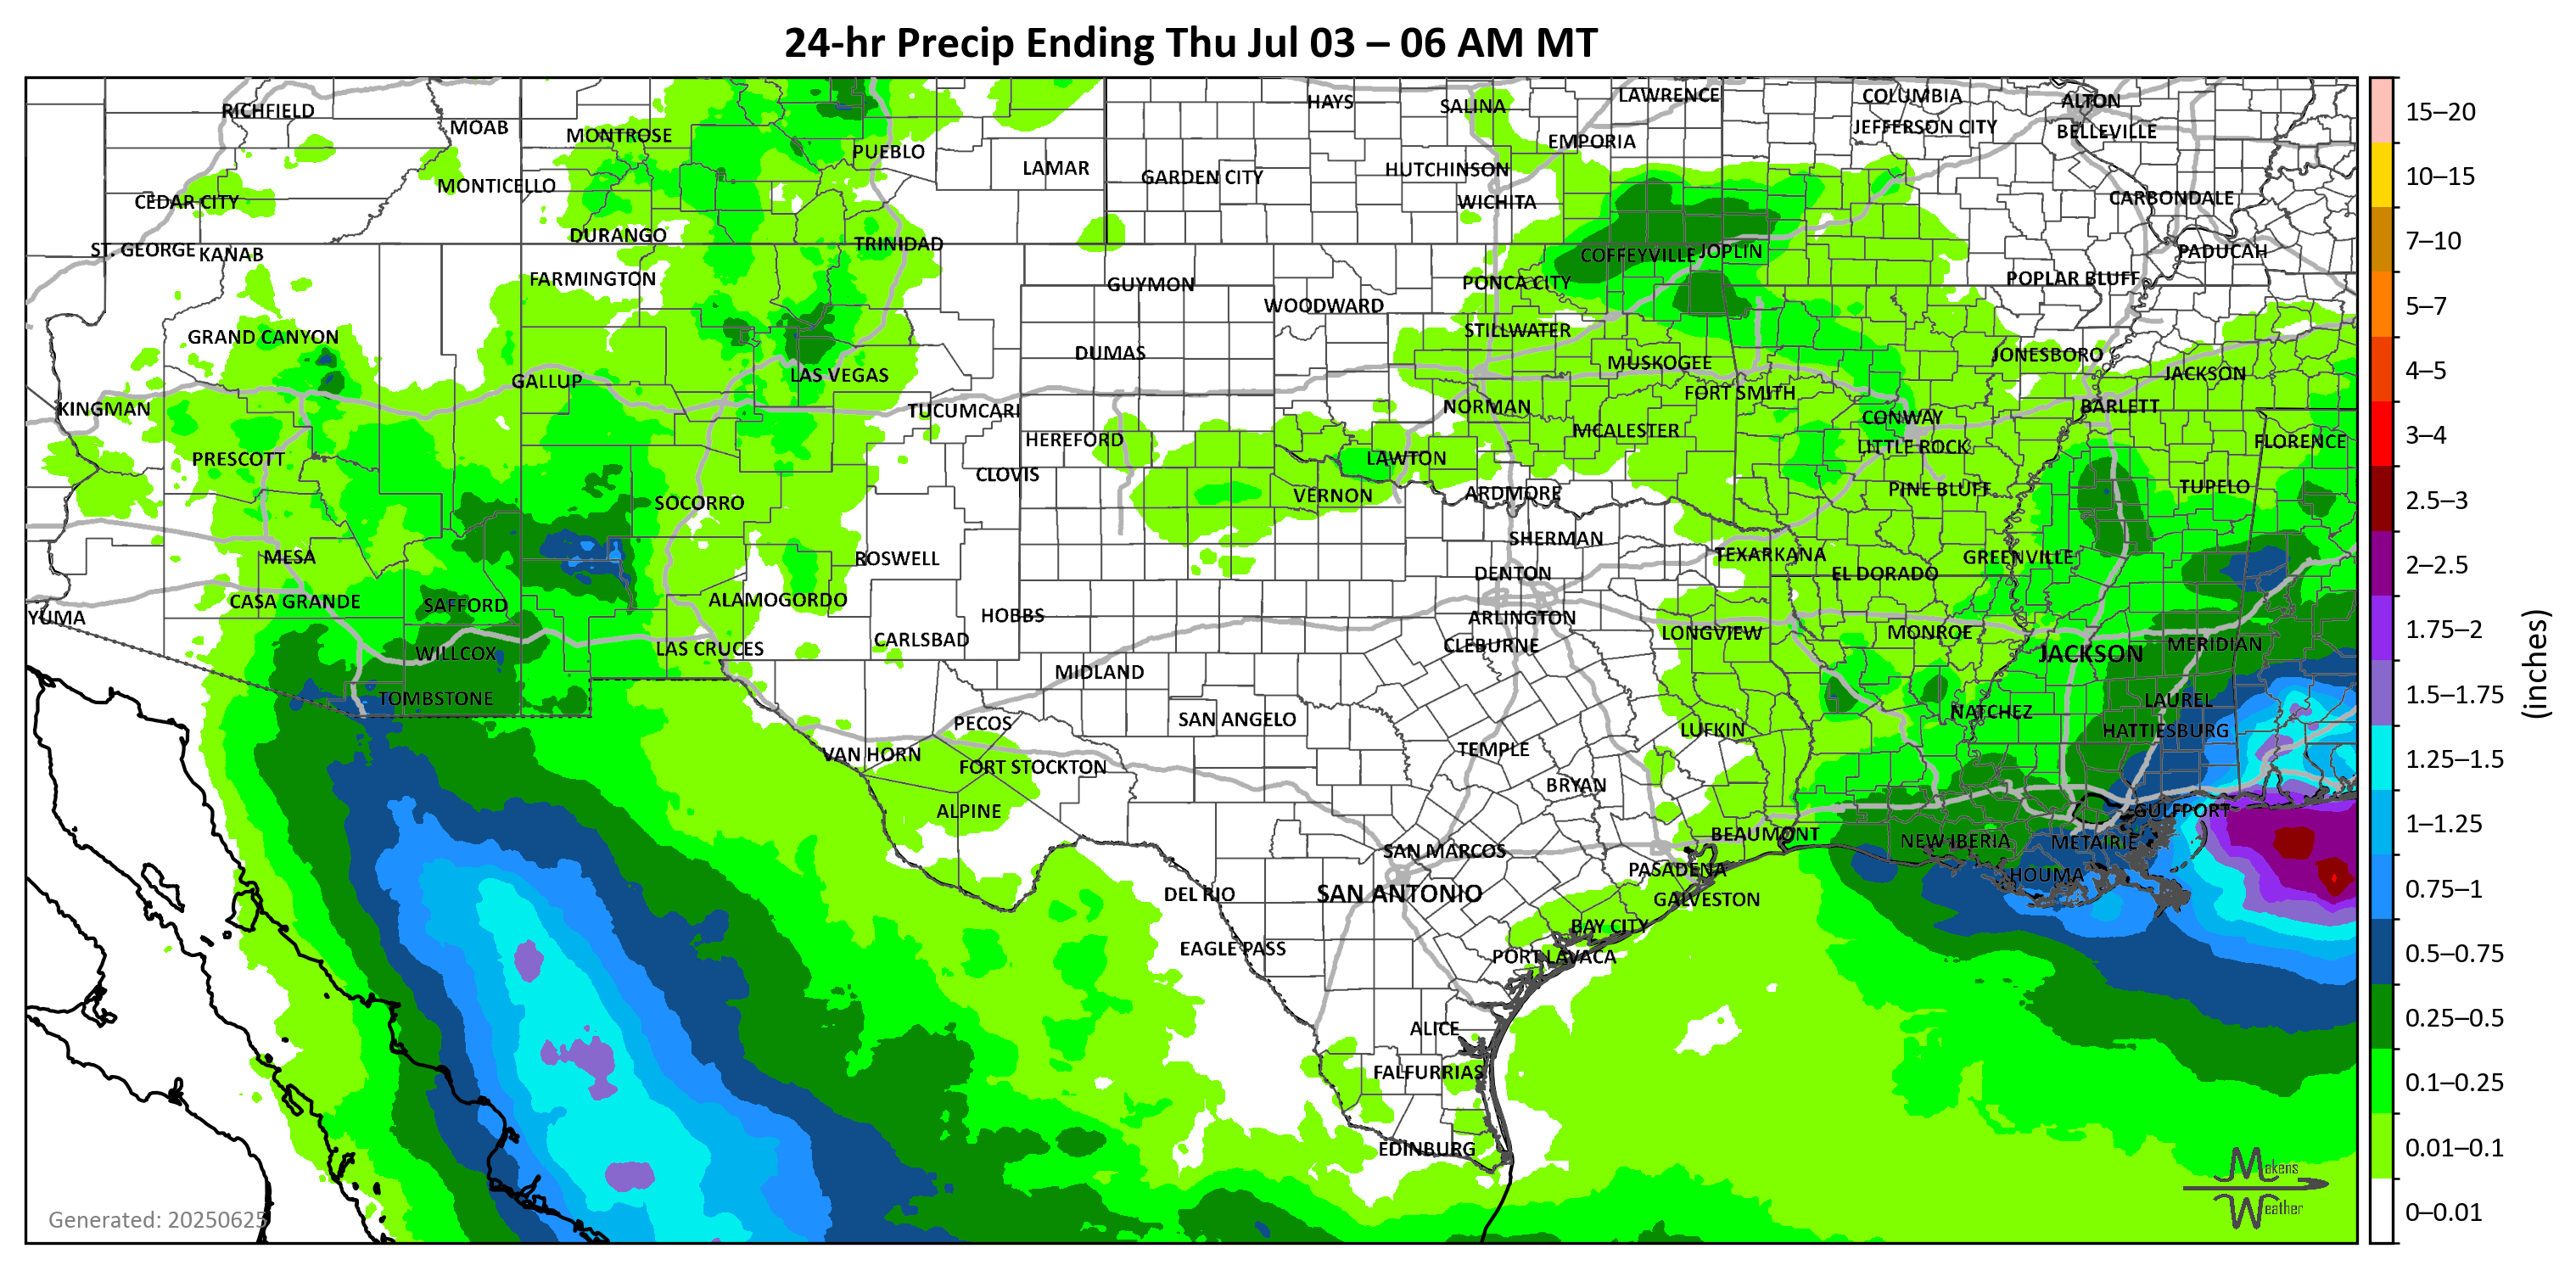 24-hr Precip Ending Thu Jul 03 – 06 AM MT
RICHFIELD
HAYS
SALINA
LAWRENCE
COLUMBIA
ALTON
MOAB
MONTROSE
PUEBLO
EMPORIA
JEFFERSON CITY
BELLEVILLE
LAMAR
GARDEN CITY
HUTCHINSON
MONTICELLO
CEDAR CITY
WICHITA
CARBONDALE
DURANGO
TRINIDAD
ST. GEORGE
KANAB
COFFEYVILLE
JOPLIN
PADUCAH
FARMINGTON
GUYMON
PONCA CITY
POPLAR BLUFF
WOODWARD
GRAND CANYON
STILLWATER
DUMAS
JONESBORO
MUSKOGEE
LAS VEGAS
JACKSON
GALLUP
FORT SMITH
KINGMAN
TUCUMCARI
NORMAN
BARLETT
CONWAY
HEREFORD
MCALESTER
LITTLE ROCK
FLORENCE
PRESCOTT
LAWTON
CLOVIS
SOCORRO
VERNON
ARDMORE
PINE BLUFF
TUPELO
SHERMAN
MESA
ROSWELL
TEXARKANA
GREENVILLE
DENTON
EL DORADO
CASA GRANDE
SAFFORD
ALAMOGORDO
YUMA
HOBBS
ARLINGTON
LONGVIEW
MONROE
CARLSBAD
CLEBURNE
MERIDIAN
WILLCOX
LAS CRUCES
JACKSON
MIDLAND
TOMBSTONE
LAUREL
PECOS
SAN ANGELO
NATCHEZ
LUFKIN
HATTIESBURG
VAN HORN
TEMPLE
FORT STOCKTON
BRYAN
ALPINE
GULFPORT
BEAUMONT
NEW IBERIA
METAIRIE
SAN MARCOS
PASADENA
HOUMA
DEL RIO
SAN ANTONIO
GALVESTON
BAY CITY
EAGLE PASS
PORT LAVACA
ALICE
FALFURRIAS
EDINBURG
15–20
10–15
7–10
5–7
4–5
3–4
2.5–3
2–2.5
1.75–2
1.5–1.75
1.25–1.5
1–1.25
0.75–1
0.5–0.75
0.25–0.5
0.1–0.25
0.01–0.1
0–0.01
(inches)
Generated: 20250625
Mekens
Weather